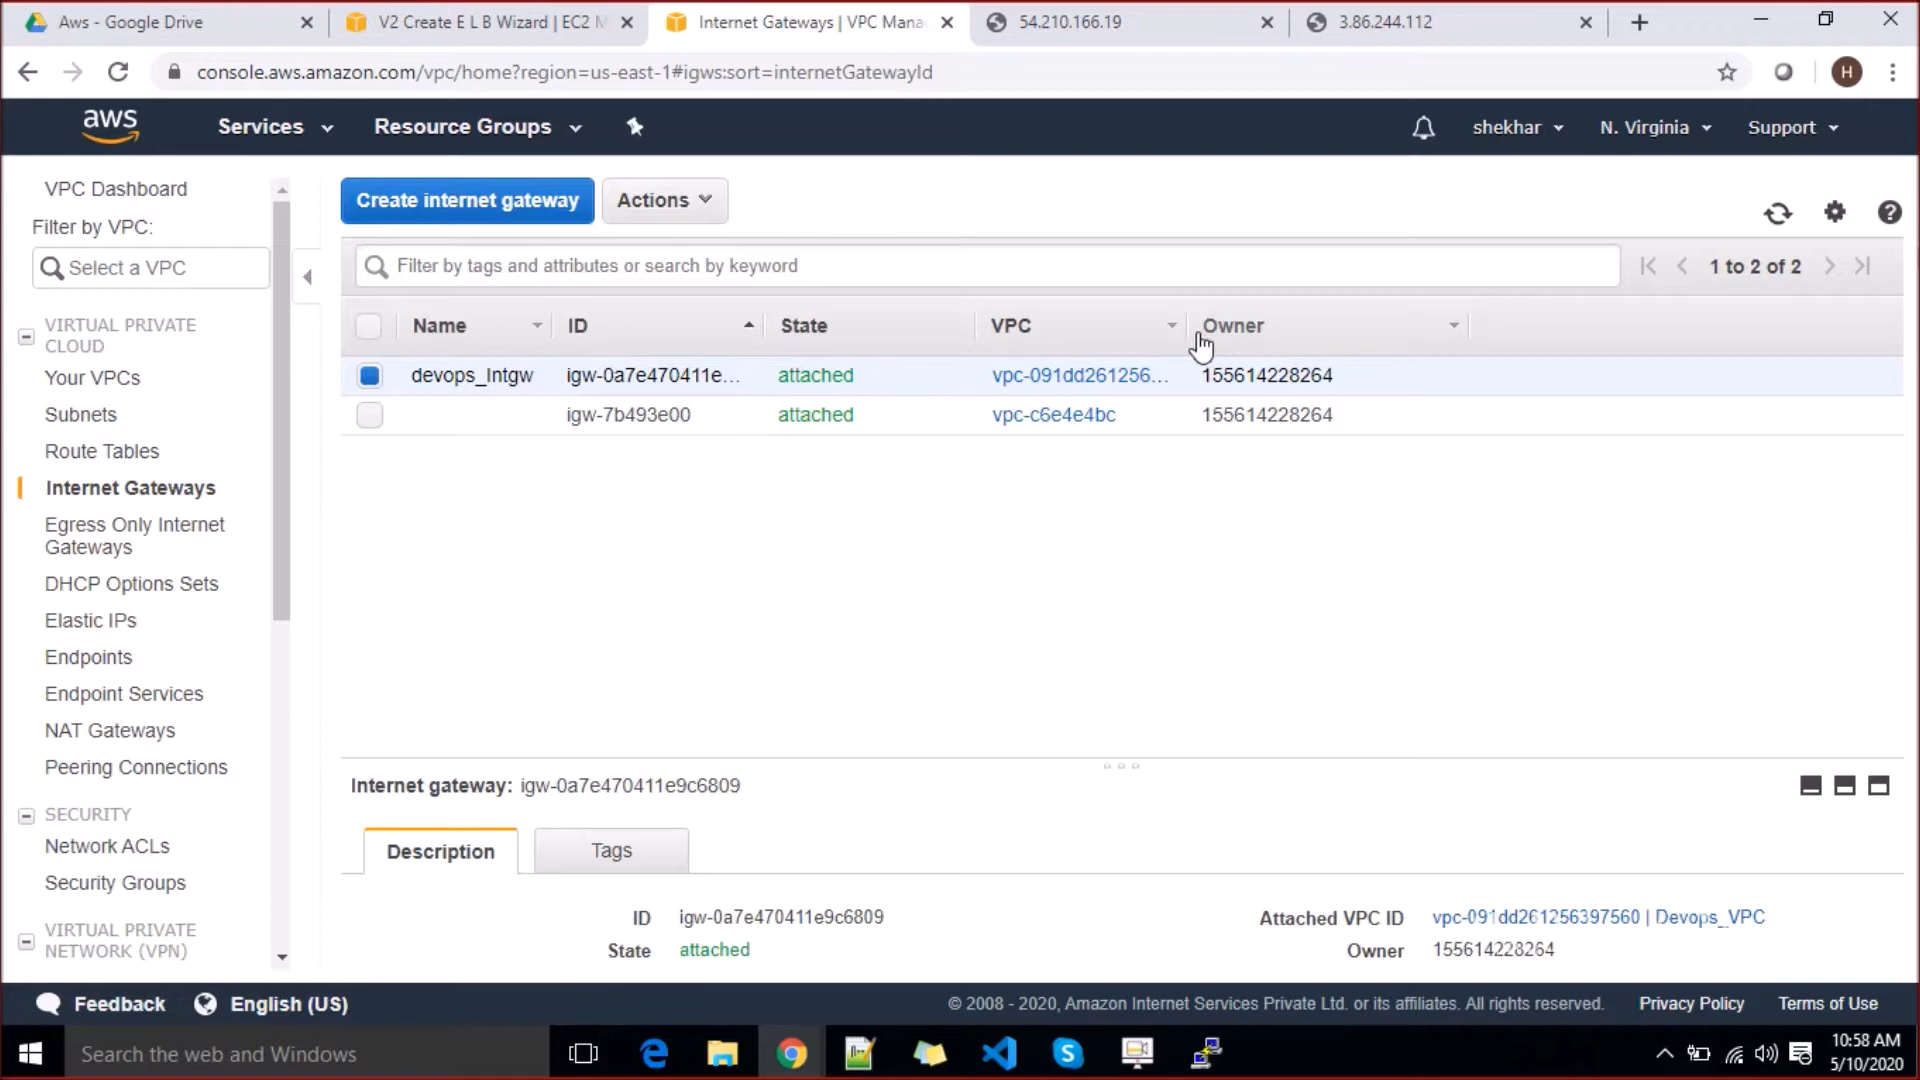 Aws - Google Drive
V2 Create E L B Wizard | EC2 M
Internet Gateways | VPC Mana
54.210.166.19
3.86.244.112
console.aws.amazon.com/vpc/home?region=us-east-1#igws:sort=internetGatewayId
H
aws
Services
Resource Groups
shekhar
N. Virginia
Support
VPC Dashboard
Filter by VPC:
Select a VPC
VIRTUAL PRIVATE
CLOUD
Your VPCs
Subnets
Route Tables
Internet Gateways
Egress Only Internet
Gateways
DHCP Options Sets
Elastic IPs
Endpoints
Endpoint Services
NAT Gateways
Peering Connections
SECURITY
Network ACLs
Security Groups
VIRTUAL PRIVATE
NETWORK (VPN)
Create internet gateway
Actions
Filter by tags and attributes or search by keyword
1 to 2 of 2
Name ID State VPC Owner
devops_Intgw igw-0a7e470411e... attached vpc-091dd261256... 155614228264
igw-7b493e00 attached vpc-c6e4e4bc 155614228264
Internet gateway: igw-0a7e470411e9c6809
Description
Tags
ID igw-0a7e470411e9c6809
Attached VPC ID vpc-091dd261256397560 | Devops_VPC
State attached
Owner 155614228264
Feedback
English (US)
© 2008 - 2020, Amazon Internet Services Private Ltd. or its affiliates. All rights reserved.
Privacy Policy
Terms of Use
Search the web and Windows
10:58 AM
5/10/2020